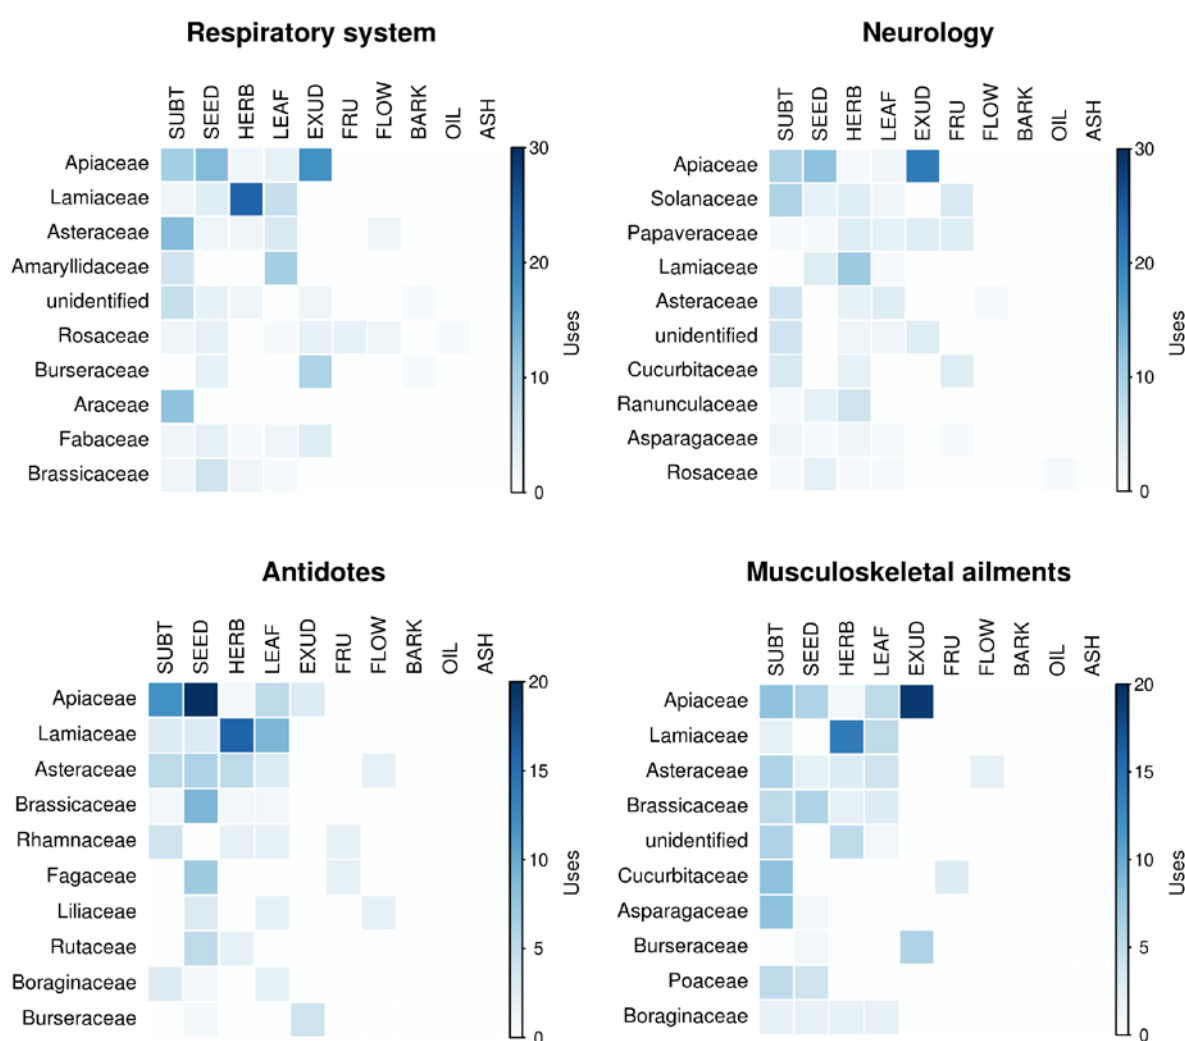 Respiratory system
SUBT SEED HERB LEAF EXUD FRU FLOW BARK OIL ASH
Apiaceae
Lamiaceae
Asteraceae
Amaryllidaceae
unidentified
Rosaceae
Burseraceae
Araceae
Fabaceae
Brassicaceae
30
20
10
0
Uses
Neurology
SUBT SEED HERB LEAF EXUD FRU FLOW BARK OIL ASH
Apiaceae
Solanaceae
Papaveraceae
Lamiaceae
Asteraceae
unidentified
Cucurbitaceae
Ranunculaceae
Asparagaceae
Rosaceae
30
20
10
0
Uses
Antidotes
SUBT SEED HERB LEAF EXUD FRU FLOW BARK OIL ASH
Apiaceae
Lamiaceae
Asteraceae
Brassicaceae
Rhamnaceae
Fagaceae
Liliaceae
Rutaceae
Boraginaceae
Burseraceae
20
15
10
5
0
Uses
Musculoskeletal ailments
SUBT SEED HERB LEAF EXUD FRU FLOW BARK OIL ASH
Apiaceae
Lamiaceae
Asteraceae
Brassicaceae
unidentified
Cucurbitaceae
Asparagaceae
Burseraceae
Poaceae
Boraginaceae
20
15
10
5
0
Uses